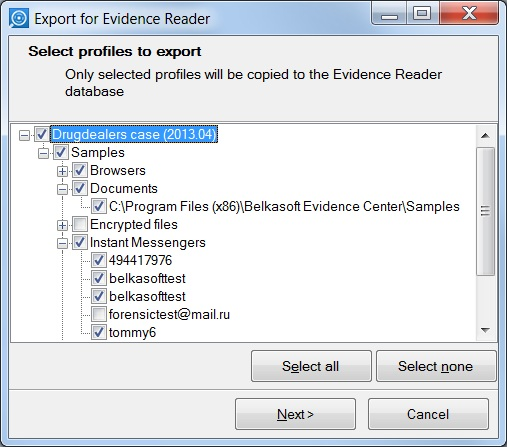 Export for Evidence Reader
Select profiles to export
Only selected profiles will be copied to the Evidence Reader
database
Drugdealers case (2013.04)
Samples
Browsers
Documents
C:\Program Files (x86)\Belkasoft Evidence Center\Samples
Encrypted files
Instant Messengers
494417976
belkasofttest
belkasofttest
forensictest@mail.ru
tommy6
Select all
Select none
Next >
Cancel